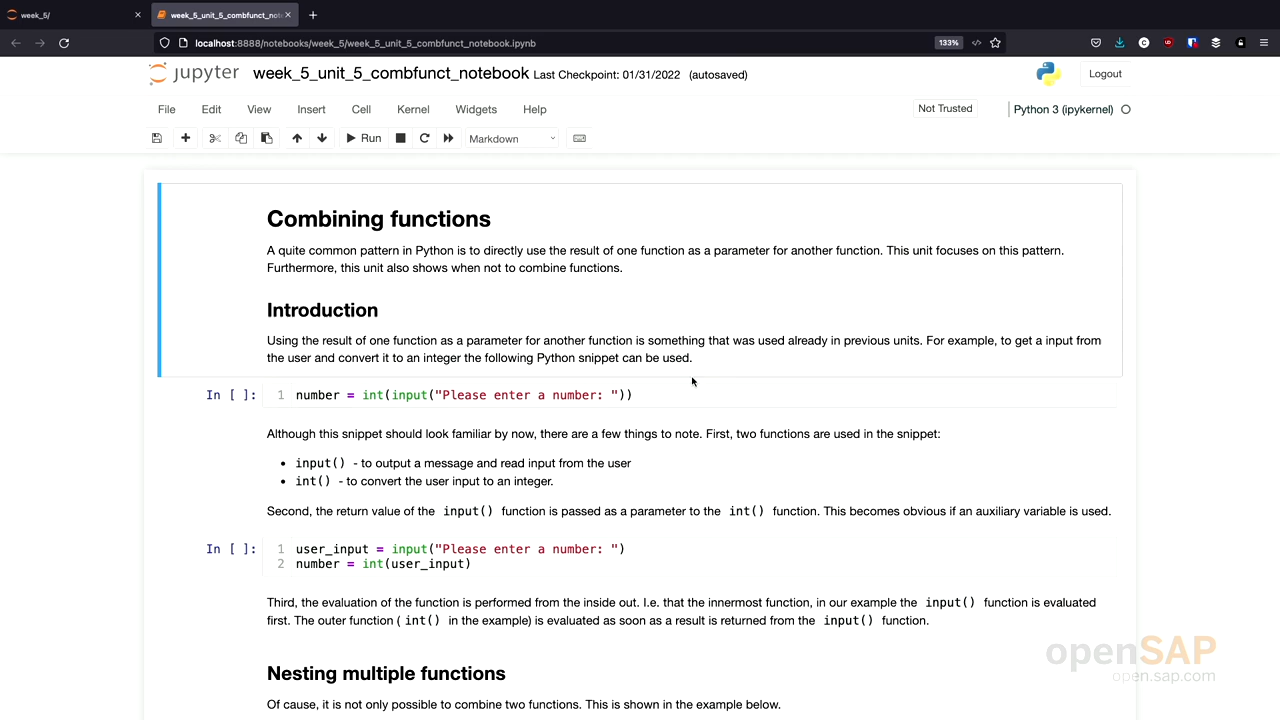 week_5/
week_5_unit_5_combfunct_not
localhost:8888/notebooks/week_5/week_5_unit_5_combfunct_notebook.ipynb
133%
jupyter
week_5_unit_5_combfunct_notebook Last Checkpoint: 01/31/2022 (autosaved)
Logout
File Edit View Insert Cell Kernel Widgets Help
Not Trusted
Python 3 (ipykernel)
Run
Markdown
Combining functions
A quite common pattern in Python is to directly use the result of one function as a parameter for another function. This unit focuses on this pattern.
Furthermore, this unit also shows when not to combine functions.
Introduction
Using the result of one function as a parameter for another function is something that was used already in previous units. For example, to get a input from
the user and convert it to an integer the following Python snippet can be used.
In [ ]: 1 number = int(input("Please enter a number: "))
Although this snippet should look familiar by now, there are a few things to note. First, two functions are used in the snippet:
• input() - to output a message and read input from the user
• int() - to convert the user input to an integer.
Second, the return value of the input() function is passed as a parameter to the int() function. This becomes obvious if an auxiliary variable is used.
In [ ]: 1 user_input = input("Please enter a number: ")
2 number = int(user_input)
Third, the evaluation of the function is performed from the inside out. I.e. that the innermost function, in our example the input() function is evaluated
first. The outer function ( int() in the example) is evaluated as soon as a result is returned from the input() function.
openSAP
open.sap.com
Nesting multiple functions
Of cause, it is not only possible to combine two functions. This is shown in the example below.